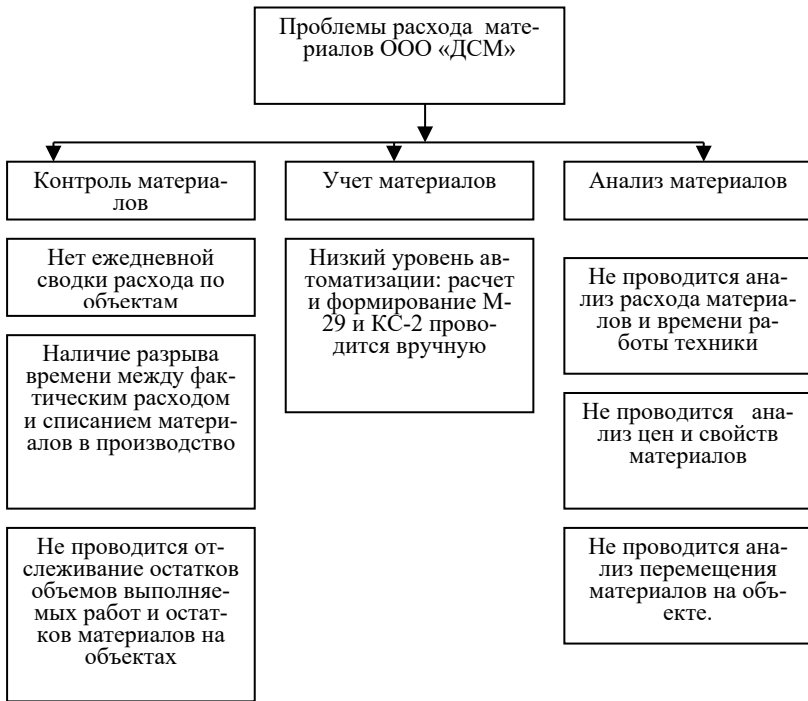 Проблемы расхода мате-
риалов ООО «ДСМ»
Контроль материа-
лов
Учет материалов
Анализ материалов
Нет ежедневной
сводки расхода по
объектам
Наличие разрыва
времени между фак-
тическим расходом
и списанием матери-
алов в производство
Не проводится от-
слеживание остатков
объемов выполняе-
мых работ и остат-
ков материалов на
объектах
Низкий уровень ав-
томатизации: расчет
и формирование М-
29 и КС-2 прово-
дится вручную
Не проводится ана-
лиз расхода материа-
лов и времени ра-
боты техники
Не проводится ана-
лиз цен и свойств
материалов
Не проводится ана-
лиз перемещения
материалов на объ-
екте.